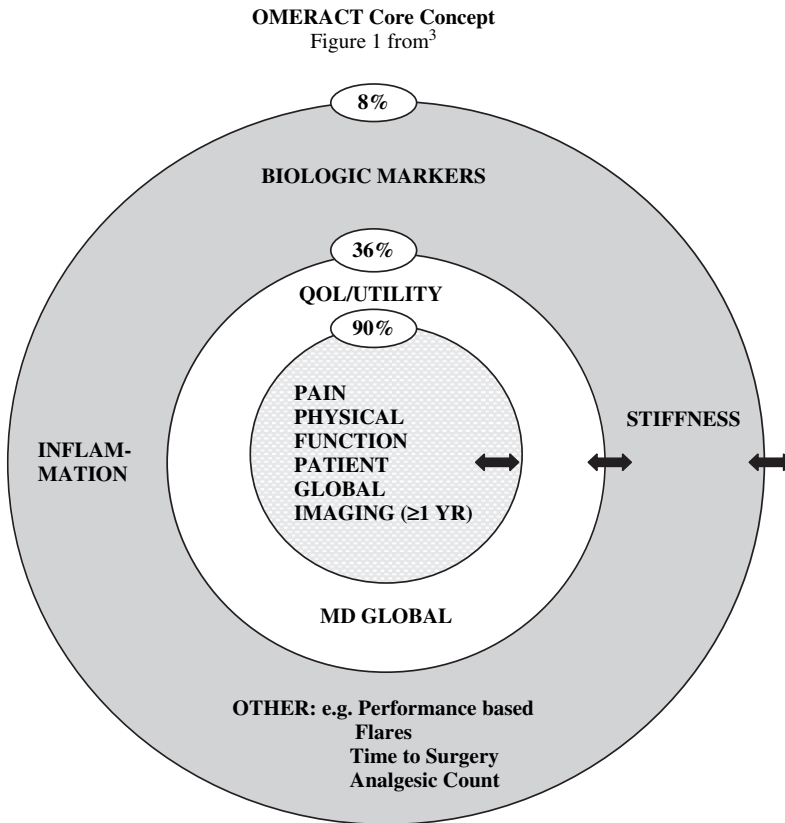 OMERACT Core Concept
Figure 1 from³
8%
BIOLOGIC MARKERS
36%
QOL/UTILITY
90%
PAIN
PHYSICAL
FUNCTION
PATIENT
GLOBAL
IMAGING (≥1 YR)
STIFFNESS
INFLAM-
MATION
MD GLOBAL
OTHER: e.g. Performance based
Flares
Time to Surgery
Analgesic Count